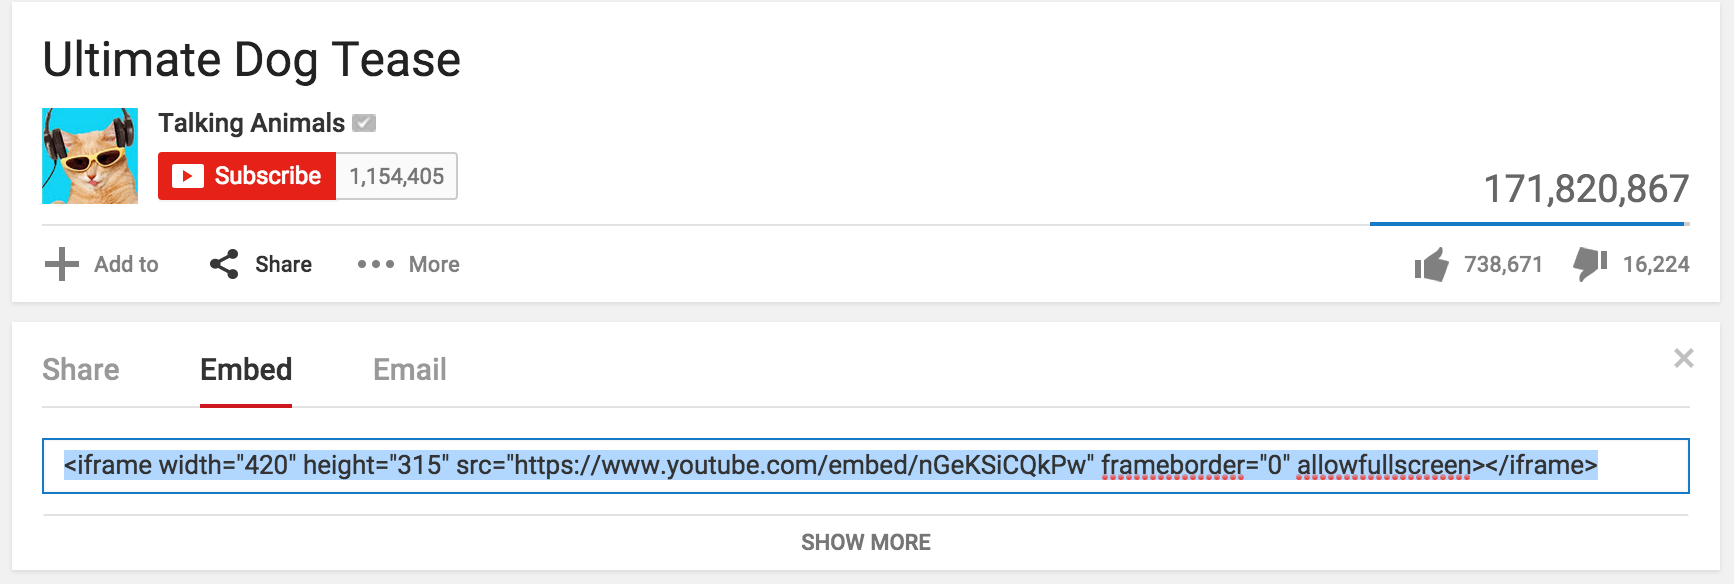 Ultimate Dog Tease
Talking Animals
Subscribe 1,154,405
171,820,867
Add to Share More 738,671 16,224
Share Embed Email
<iframe width="420" height="315" src="https://www.youtube.com/embed/nGeKSiCQkPw" frameborder="0" allowfullscreen></iframe>
SHOW MORE